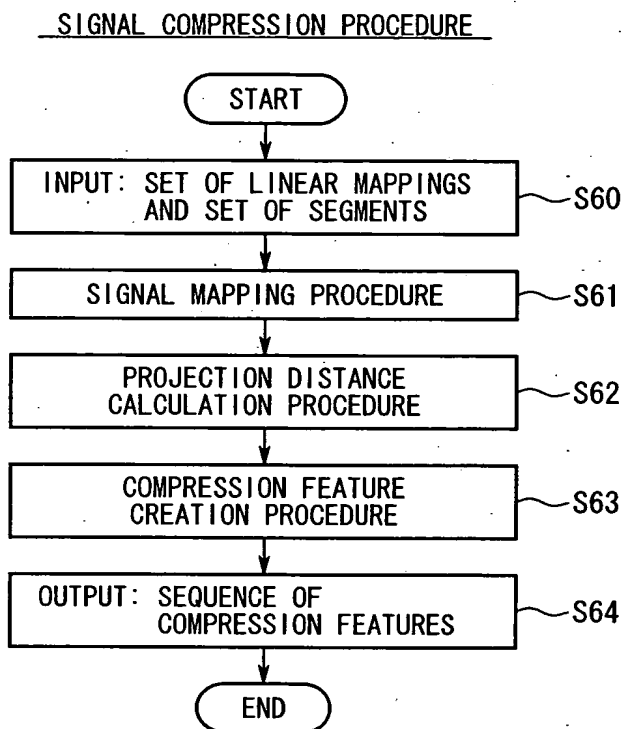 SIGNAL COMPRESSION PROCEDURE
START
INPUT: SET OF LINEAR MAPPINGS
AND SET OF SEGMENTS
S60
SIGNAL MAPPING PROCEDURE
S61
PROJECTION DISTANCE
CALCULATION PROCEDURE
S62
COMPRESSION FEATURE
CREATION PROCEDURE
S63
OUTPUT: SEQUENCE OF
COMPRESSION FEATURES
S64
END